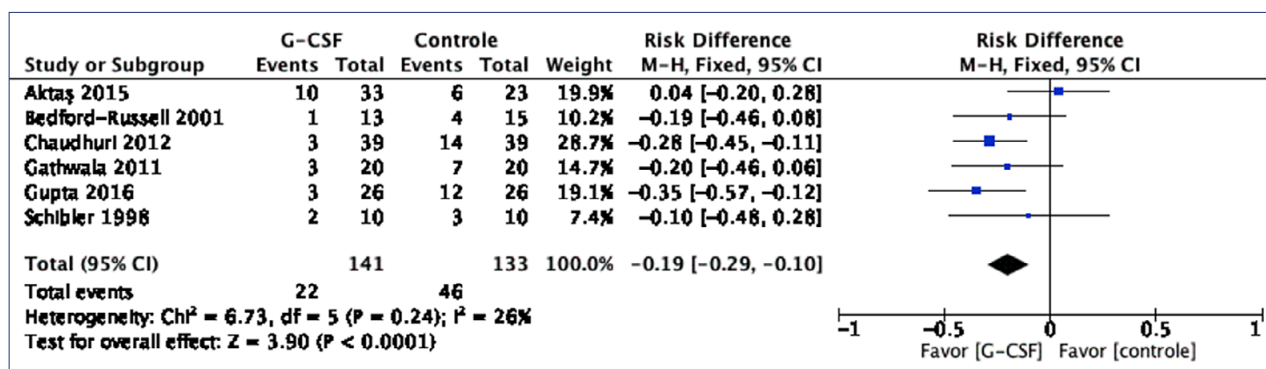 G-CSF Controle Risk Difference Risk Difference
Study or Subgroup Events Total Events Total Weight M-H, Fixed, 95% CI M-H, Fixed, 95% CI
Aktaş 2015 10 33 6 23 19.9% 0.04 [-0.20, 0.28]
Bedford-Russell 2001 1 13 4 15 10.2% -0.19 [-0.46, 0.08]
Chaudhuri 2012 3 39 14 39 28.7% -0.28 [-0.45, -0.11]
Gathwala 2011 3 20 7 20 14.7% -0.20 [-0.46, 0.06]
Gupta 2016 3 26 12 26 19.1% -0.35 [-0.57, -0.12]
Schibler 1998 2 10 3 10 7.4% -0.10 [-0.48, 0.28]
Total (95% CI) 141 133 100.0% -0.19 [-0.29, -0.10]
Total events 22 46
Heterogeneity: Chi² = 6.73, df = 5 (P = 0.24); I² = 26%
Test for overall effect: Z = 3.90 (P < 0.0001)
-1 -0.5 0 0.5 1
Favor [G-CSF] Favor [controle]